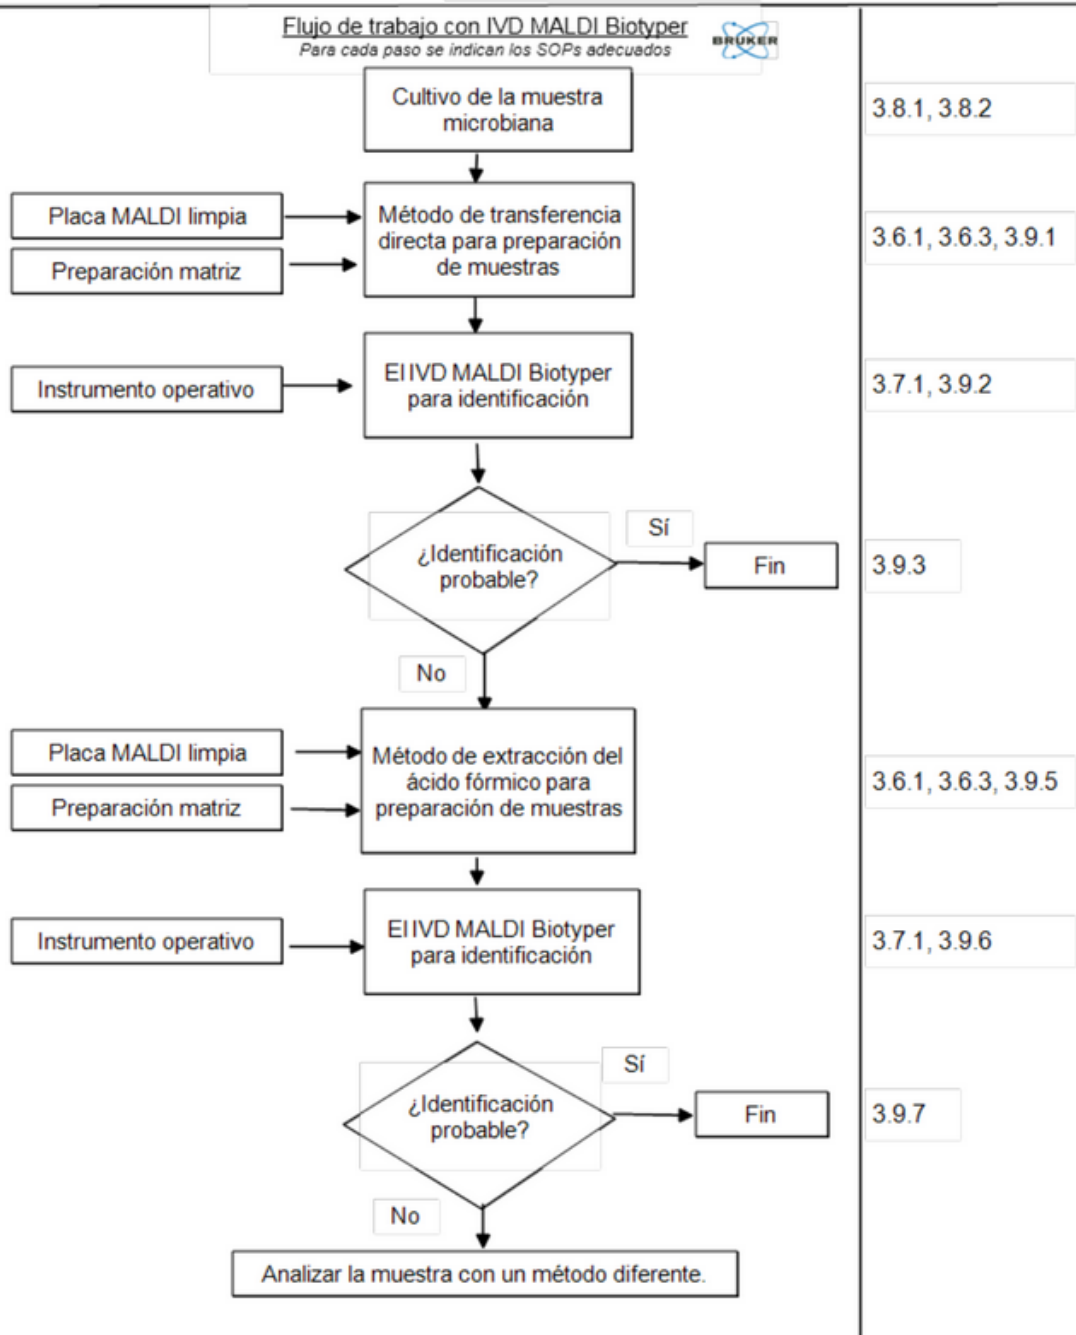 Flujo de trabajo con IVD MALDI Biotyper
Para cada paso se indican los SOPs adecuados
BRUKER
Cultivo de la muestra
microbiana
3.8.1, 3.8.2
Placa MALDI limpia
Preparación matriz
Método de transferencia
directa para preparación
de muestras
3.6.1, 3.6.3, 3.9.1
Instrumento operativo
El IVD MALDI Biotyper
para identificación
3.7.1, 3.9.2
¿Identificación
probable?
Sí
Fin
3.9.3
No
Placa MALDI limpia
Preparación matriz
Método de extracción del
ácido fórmico para
preparación de muestras
3.6.1, 3.6.3, 3.9.5
Instrumento operativo
El IVD MALDI Biotyper
para identificación
3.7.1, 3.9.6
¿Identificación
probable?
Sí
Fin
3.9.7
No
Analizar la muestra con un método diferente.